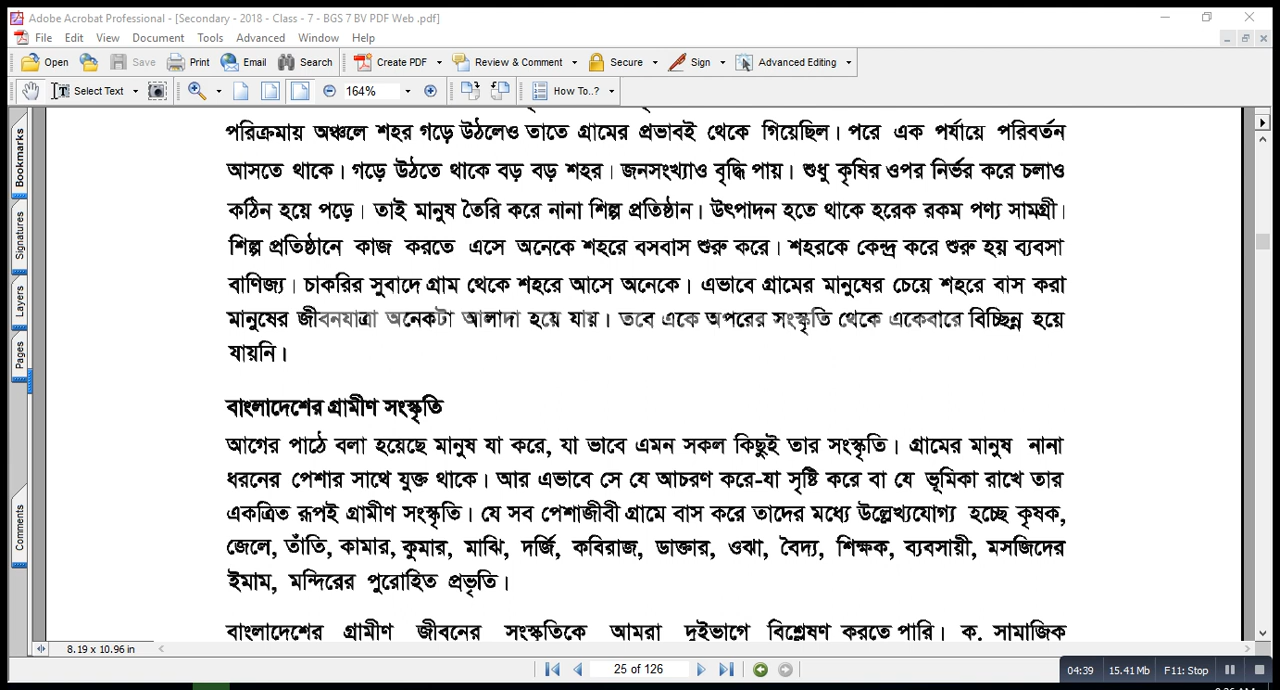 Adobe Acrobat Professional - [Secondary - 2018 - Class - 7 - BGS 7 BV PDF Web .pdf]
File Edit View Document Tools Advanced Window Help
Open Save Print Email Search Create PDF Review & Comment Secure Sign Advanced Editing
Select Text 164% How To..?
Bookmarks
Signatures
Layers
Pages
Comments
পরিক্রমায় অঞ্চলে শহর গড়ে উঠলেও তাতে গ্রামের প্রভাবই থেকে গিয়েছিল। পরে এক পর্যায়ে পরিবর্তন
আসতে থাকে। গড়ে উঠতে থাকে বড় বড় শহর। জনসংখ্যাও বৃদ্ধি পায়। শুধু কৃষির ওপর নির্ভর করে চলাও
কঠিন হয়ে পড়ে। তাই মানুষ তৈরি করে নানা শিল্প প্রতিষ্ঠান। উৎপাদন হতে থাকে হরেক রকম পণ্য সামগ্রী।
শিল্প প্রতিষ্ঠানে কাজ করতে এসে অনেকে শহরে বসবাস শুরু করে। শহরকে কেন্দ্র করে শুরু হয় ব্যবসা
বাণিজ্য। চাকরির সুবাদে গ্রাম থেকে শহরে আসে অনেকে। এভাবে গ্রামের মানুষের চেয়ে শহরে বাস করা
মানুষের জীবনযাত্রা অনেকটা আলাদা হয়ে যায়। তবে একে অপরের সংস্কৃতি থেকে একেবারে বিচ্ছিন্ন হয়ে
যায়নি।
বাংলাদেশের গ্রামীণ সংস্কৃতি
আগের পাঠে বলা হয়েছে মানুষ যা করে, যা ভাবে এমন সকল কিছুই তার সংস্কৃতি। গ্রামের মানুষ নানা
ধরনের পেশার সাথে যুক্ত থাকে। আর এভাবে সে যে আচরণ করে-যা সৃষ্টি করে বা যে ভূমিকা রাখে তার
একত্রিত রূপই গ্রামীণ সংস্কৃতি। যে সব পেশাজীবী গ্রামে বাস করে তাদের মধ্যে উল্লেখযোগ্য হচ্ছে কৃষক,
জেলে, তাঁতি, কামার, কুমার, মাঝি, দর্জি, কবিরাজ, ডাক্তার, ওঝা, বৈদ্য, শিক্ষক, ব্যবসায়ী, মসজিদের
ইমাম, মন্দিরের পুরোহিত প্রভৃতি।
বাংলাদেশের গ্রামীণ জীবনের সংস্কৃতিকে আমরা দুইভাগে বিশ্লেষণ করতে পারি। ক. সামাজিক
8.19 x 10.96 in
25 of 126
04:39 15.41 Mb F11: Stop